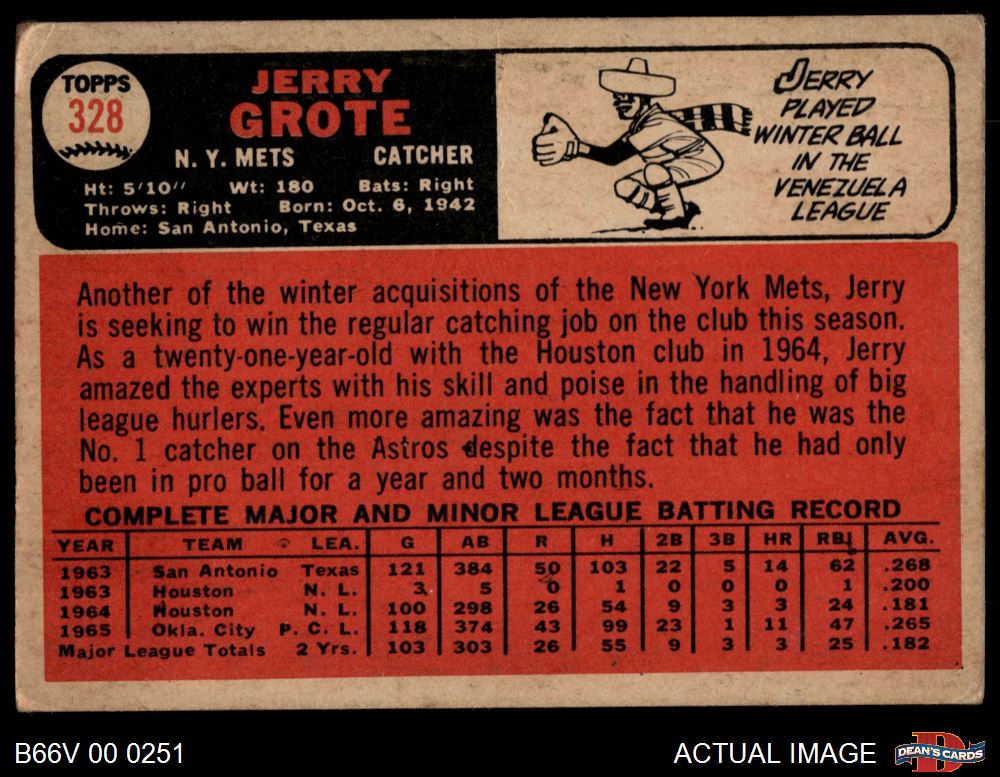 TOPPS
328
JERRY
GROTE
N. Y. METS CATCHER
Ht: 5'10" Wt: 180 Bats: Right
Throws: Right Born: Oct. 6, 1942
Home: San Antonio, Texas
JERRY
PLAYED
WINTER BALL
IN THE
VENEZUELA
LEAGUE
Another of the winter acquisitions of the New York Mets, Jerry
is seeking to win the regular catching job on the club this season.
As a twenty-one-year-old with the Houston club in 1964, Jerry
amazed the experts with his skill and poise in the handling of big
league hurlers. Even more amazing was the fact that he was the
No. 1 catcher on the Astros despite the fact that he had only
been in pro ball for a year and two months.
COMPLETE MAJOR AND MINOR LEAGUE BATTING RECORD
YEAR TEAM LEA. G AB R H 2B 3B HR RBI AVG.
1963 San Antonio Texas 121 384 50 103 22 5 14 62 .268
1963 Houston N. L. 3 5 0 1 0 0 0 1 .200
1964 Houston N. L. 100 298 26 54 9 3 3 24 .181
1965 Okla. City P. C. L. 118 374 43 99 23 1 11 47 .265
Major League Totals 2 Yrs. 103 303 26 55 9 3 3 25 .182
B66V 00 0251
ACTUAL IMAGE
DEAN'S CARDS